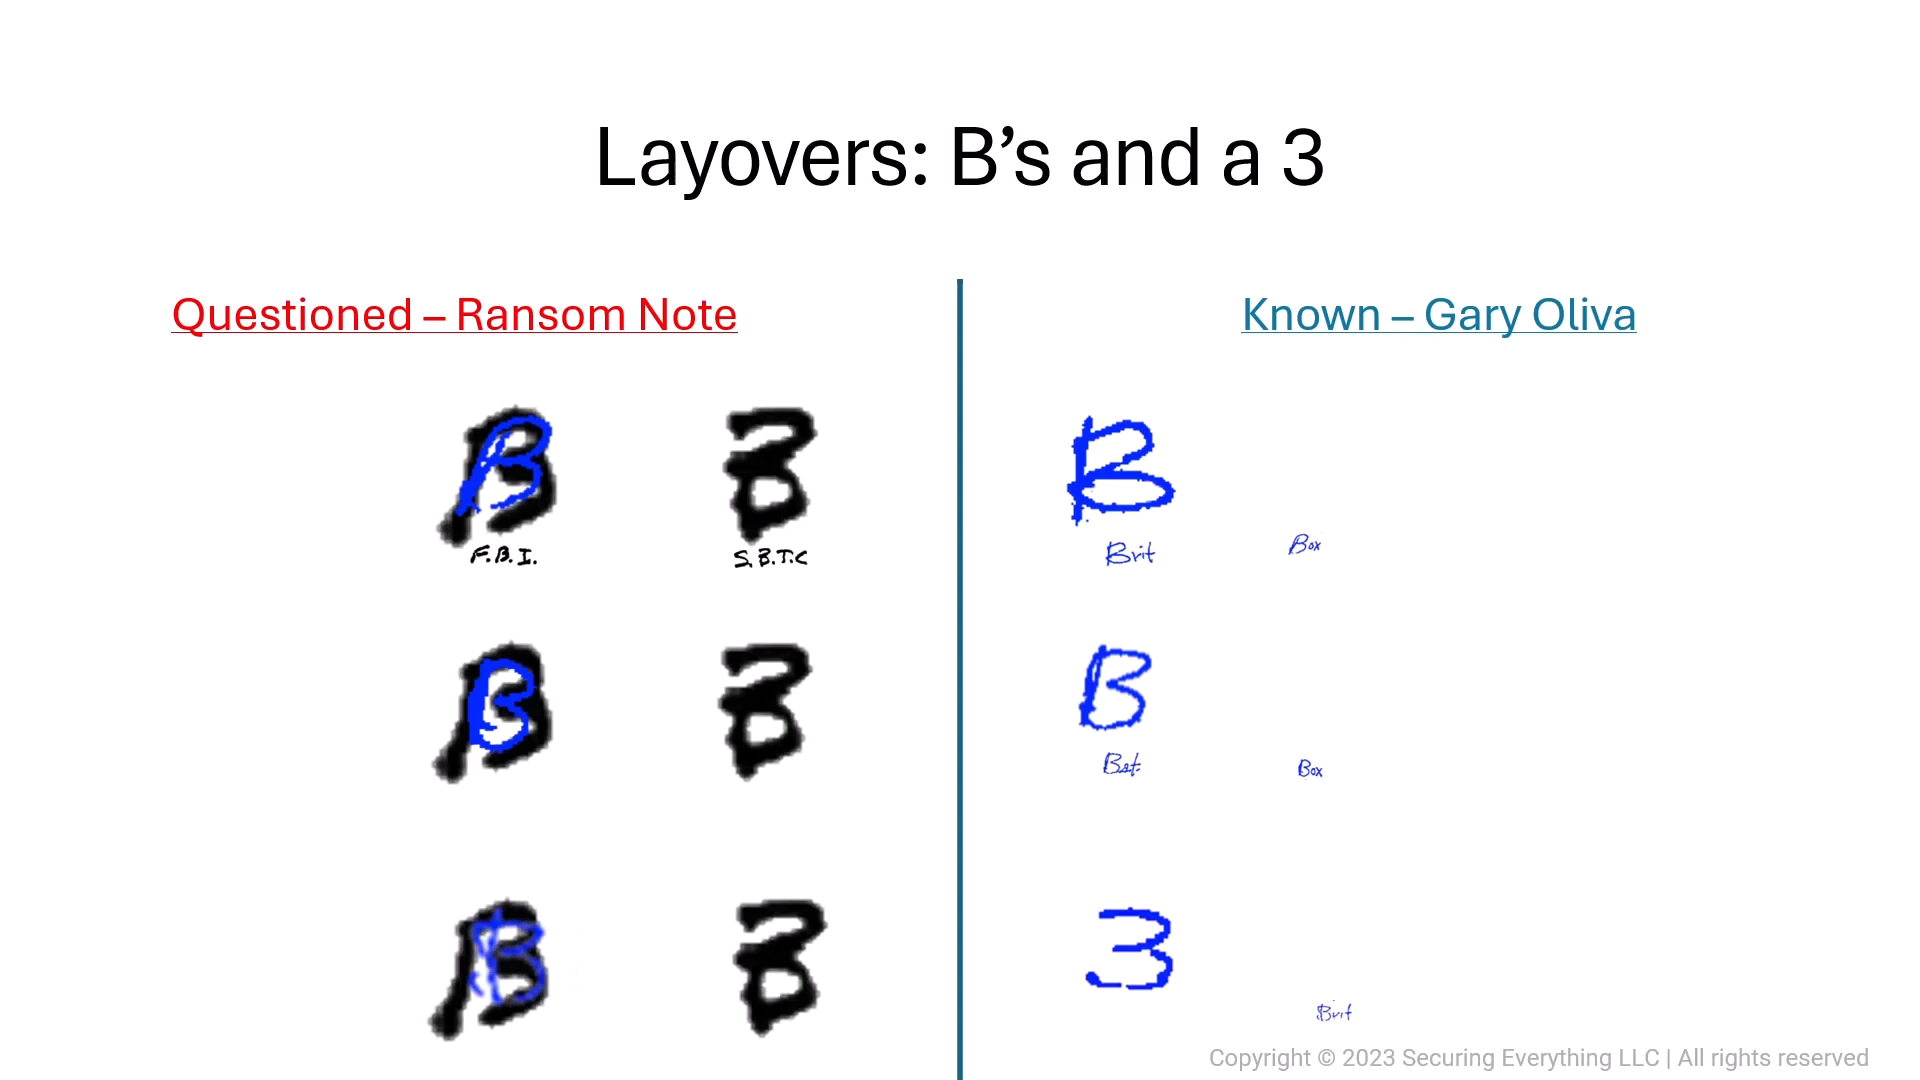 Layovers: B’s and a 3
Questioned – Ransom Note
Known – Gary Oliva
B B B
F.B.I. S.B.T.C Brit Box
B B B
Bat. Box
B B 3
Brit
Copyright © 2023 Securing Everything LLC | All rights reserved